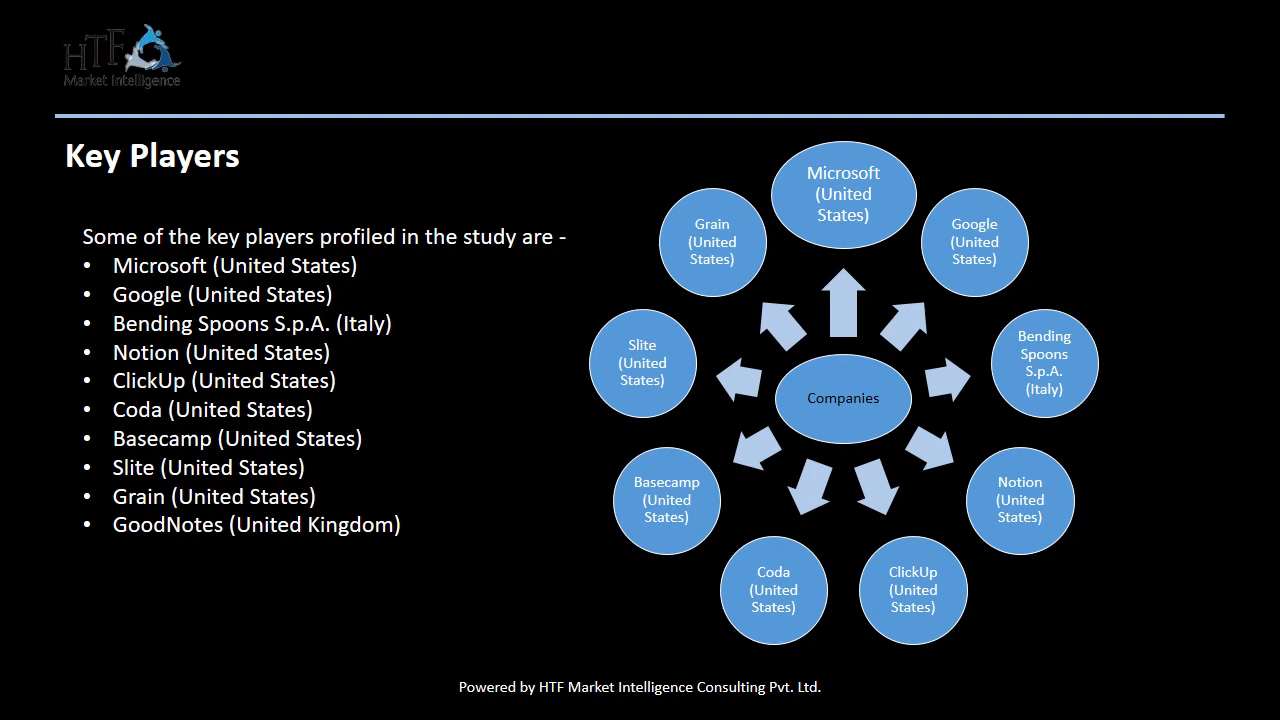 HTF
Market Intelligence
Key Players
Some of the key players profiled in the study are -
• Microsoft (United States)
• Google (United States)
• Bending Spoons S.p.A. (Italy)
• Notion (United States)
• ClickUp (United States)
• Coda (United States)
• Basecamp (United States)
• Slite (United States)
• Grain (United States)
• GoodNotes (United Kingdom)
Microsoft
(United
States)
Google
(United
States)
Bending
Spoons
S.p.A.
(Italy)
Notion
(United
States)
ClickUp
(United
States)
Coda
(United
States)
Basecamp
(United
States)
Slite
(United
States)
Grain
(United
States)
Companies
Powered by HTF Market Intelligence Consulting Pvt. Ltd.